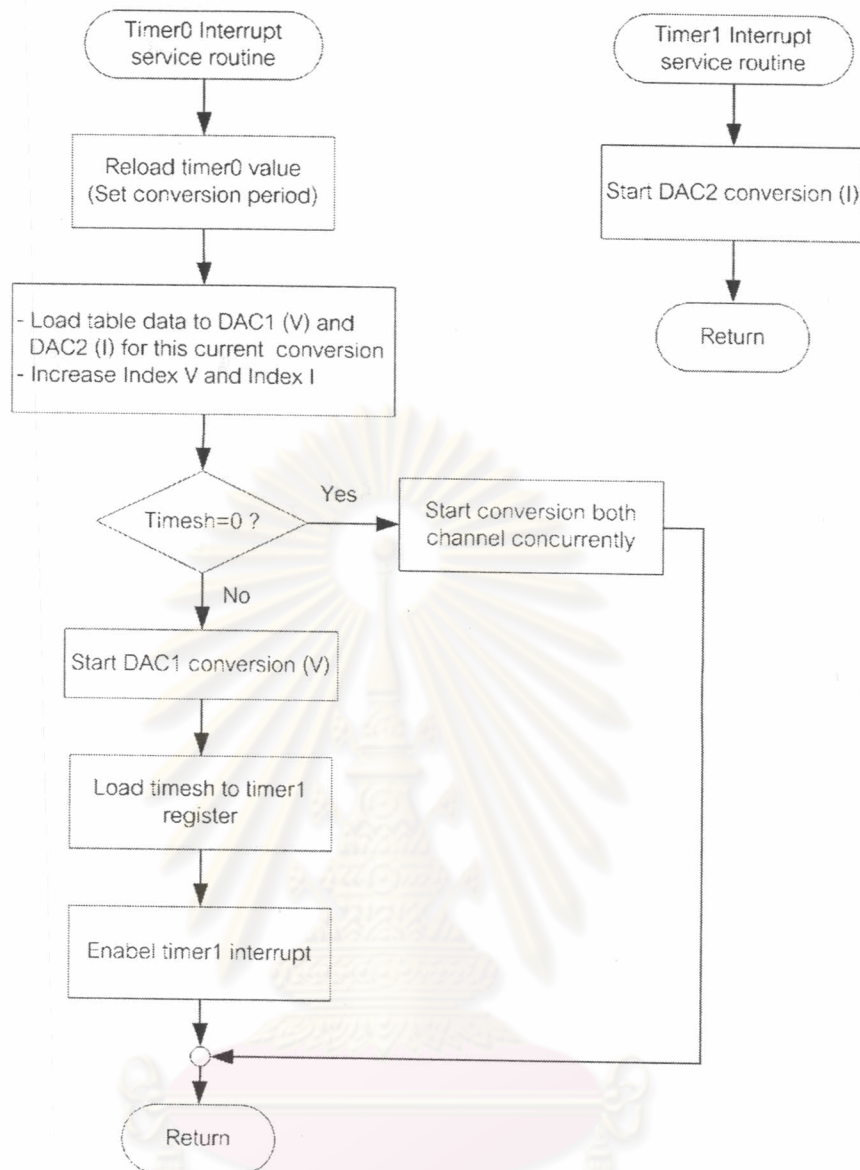 Timer0 Interrupt
service routine
Reload timer0 value
(Set conversion period)
- Load table data to DAC1 (V) and
DAC2 (I) for this current conversion
- Increase Index V and Index I
Timesh=0 ?
Yes
Start conversion both
channel concurrently
No
Start DAC1 conversion (V)
Load timesh to timer1
register
Enabel timer1 interrupt
Return
Timer1 Interrupt
service routine
Start DAC2 conversion (I)
Return